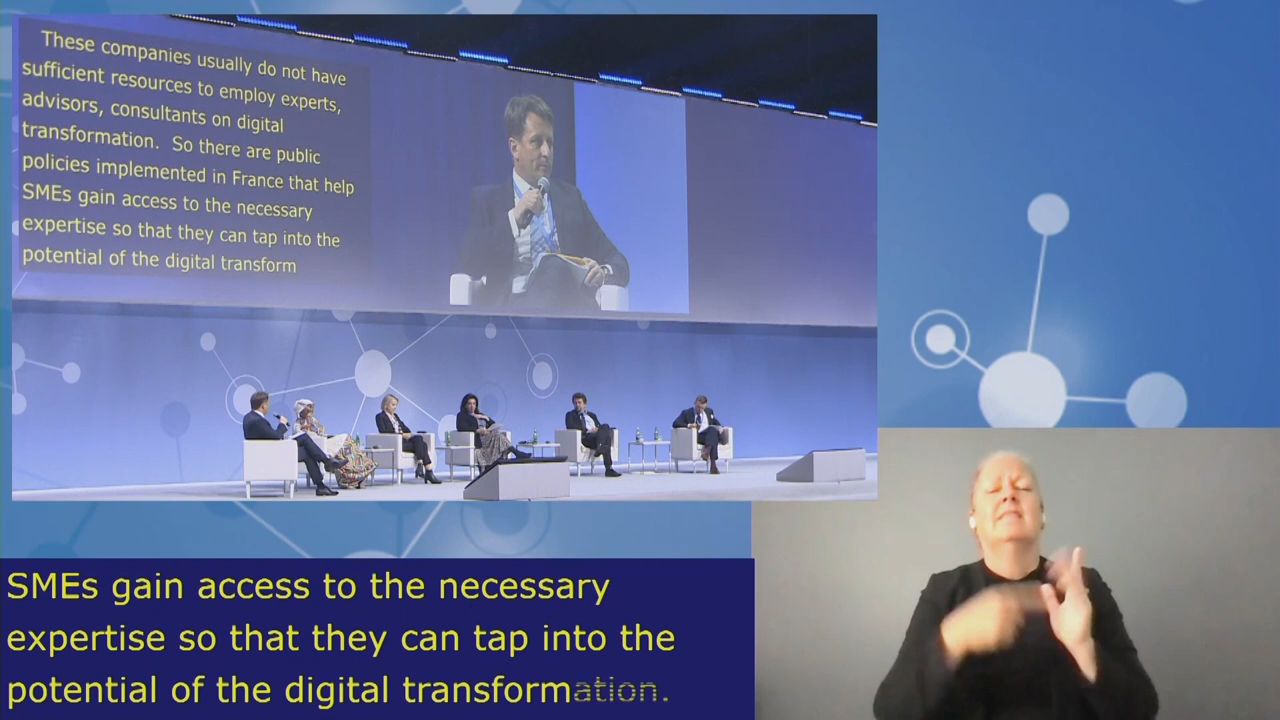 These companies usually do not have
sufficient resources to employ experts,
advisors, consultants on digital
transformation.  So there are public
policies implemented in France that help
SMEs gain access to the necessary
expertise so that they can tap into the
potential of the digital transform
SMEs gain access to the necessary
expertise so that they can tap into the
potential of the digital transformation.